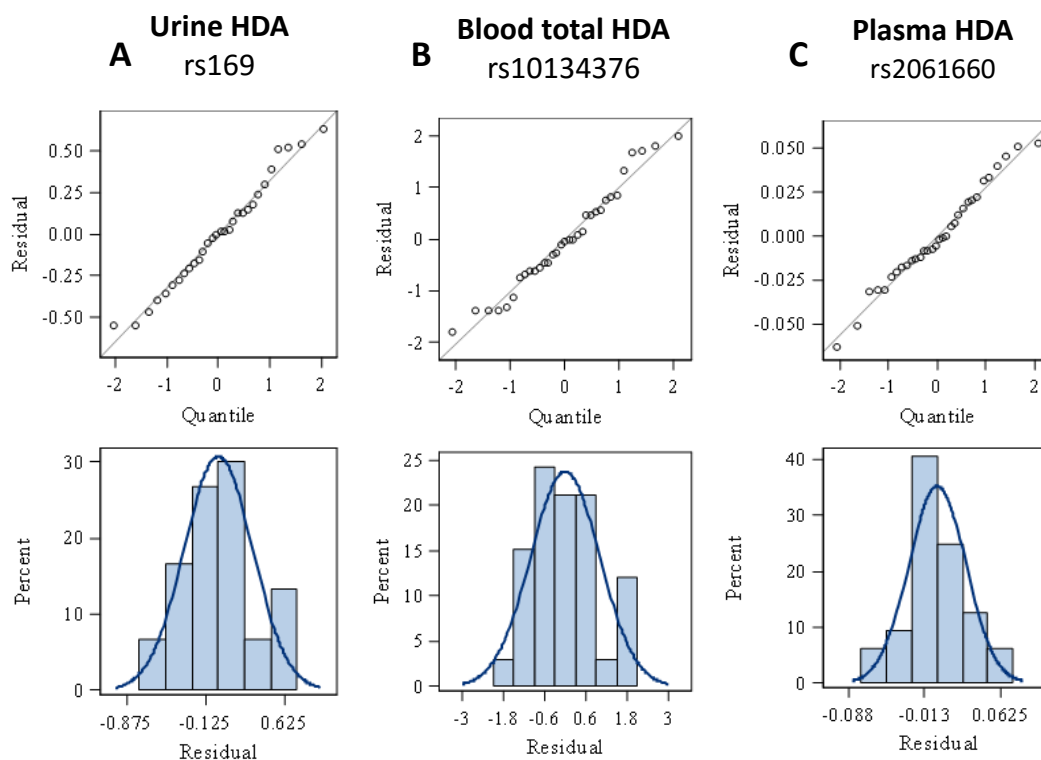 A
Urine HDA
rs169
B
Blood total HDA
rs10134376
C
Plasma HDA
rs2061660
Residual
0.50
0.25
0.00
-0.25
-0.50
-2 -1 0 1 2
Quantile
Residual
2
1
0
-1
-2
-2 -1 0 1 2
Quantile
Residual
0.050
0.025
0.000
-0.025
-0.050
-2 -1 0 1 2
Quantile
Percent
30
20
10
0
-0.875 -0.125 0.625
Residual
Percent
25
20
15
10
5
0
-3 -1.8 -0.6 0.6 1.8 3
Residual
Percent
40
30
20
10
0
-0.088 -0.013 0.0625
Residual